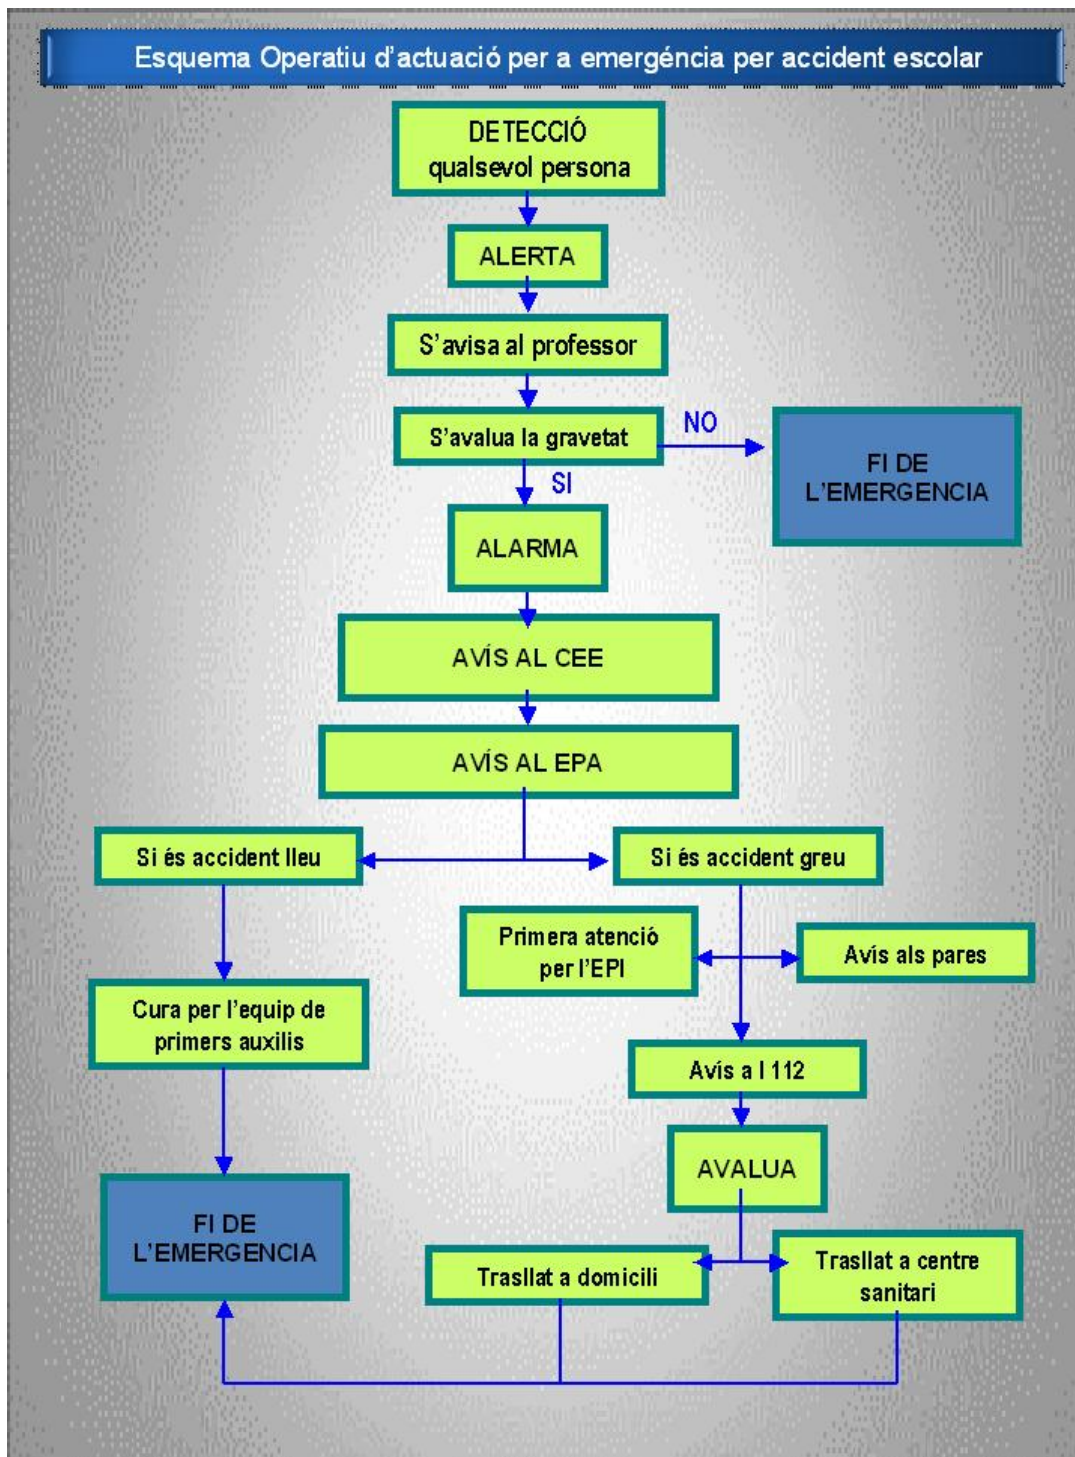 Esquema Operatiu d'actuació per a emergéncia per accident escolar
DETECCIÓ
qualsevol persona
ALERTA
S'avisa al professor
S'avalua la gravetat
NO
FI DE
L'EMERGENCIA
SI
ALARMA
AVÍS AL CEE
AVÍS AL EPA
Si és accident lleu
Si és accident greu
Primera atenció
per l'EPI
Avís als pares
Cura per l'equip de
primers auxilis
Avís a l 112
AVALUA
FI DE
L'EMERGENCIA
Trasllat a domicili
Trasllat a centre
sanitari